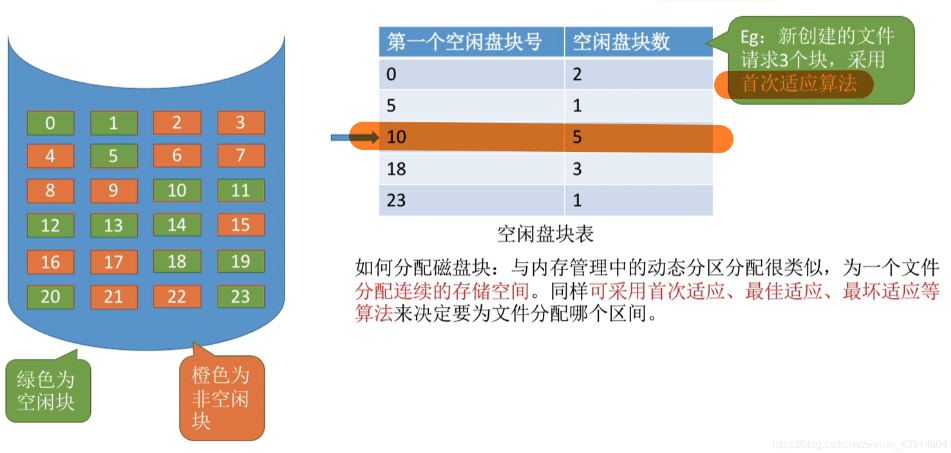 0 1 2 3
4 5 6 7
8 9 10 11
12 13 14 15
16 17 18 19
20 21 22 23
绿色为
空闲块
橙色为
非空闲
块
第一个空闲盘块号 空闲盘块数
0 2
5 1
10 5
18 3
23 1
空闲盘块表
Eg：新创建的文件
请求3个块，采用
首次适应算法
如何分配磁盘块：与内存管理中的动态分区分配很类似，为一个文件
分配连续的存储空间。同样可采用首次适应、最佳适应、最坏适应等
算法来决定要为文件分配哪个区间。
https://blog.csdn.net/weixin_43914604